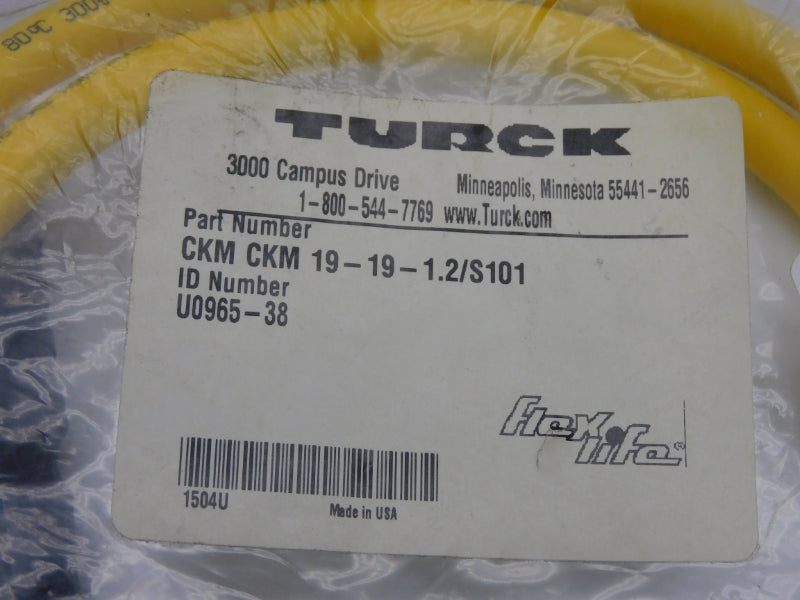 80°C 300V
TURCK
3000 Campus Drive Minneapolis, Minnesota 55441-2656
1-800-544-7769 www.Turck.com
Part Number
CKM CKM 19-19-1.2/S101
ID Number
U0965-38
flex life®
1504U
Made in USA